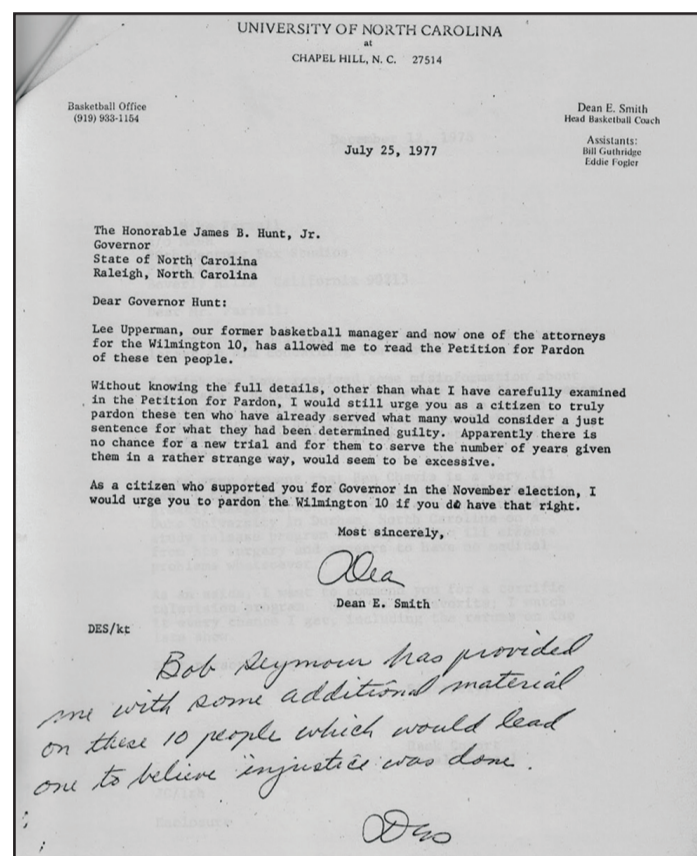 UNIVERSITY OF NORTH CAROLINA
at
CHAPEL HILL, N. C. 27514
Basketball Office
(919) 933-1154
Dean E. Smith
Head Basketball Coach
Assistants:
Bill Guthridge
Eddie Fogler
July 25, 1977
The Honorable James B. Hunt, Jr.
Governor
State of North Carolina
Raleigh, North Carolina
Dear Governor Hunt:
Lee Upperman, our former basketball manager and now one of the attorneys
for the Wilmington 10, has allowed me to read the Petition for Pardon
of these ten people.
Without knowing the full details, other than what I have carefully examined
in the Petition for Pardon, I would still urge you as a citizen to truly
pardon these ten who have already served what many would consider a just
sentence for what they had been determined guilty. Apparently there is
no chance for a new trial and for them to serve the number of years given
them in a rather strange way, would seem to be excessive.
As a citizen who supported you for Governor in the November election, I
would urge you to pardon the Wilmington 10 if you do have that right.
Most sincerely,
Dean E. Smith
DES/kt
Bob Seymour has provided
me with some additional material
on these 10 people which would lead
one to believe injustice was done.
DES